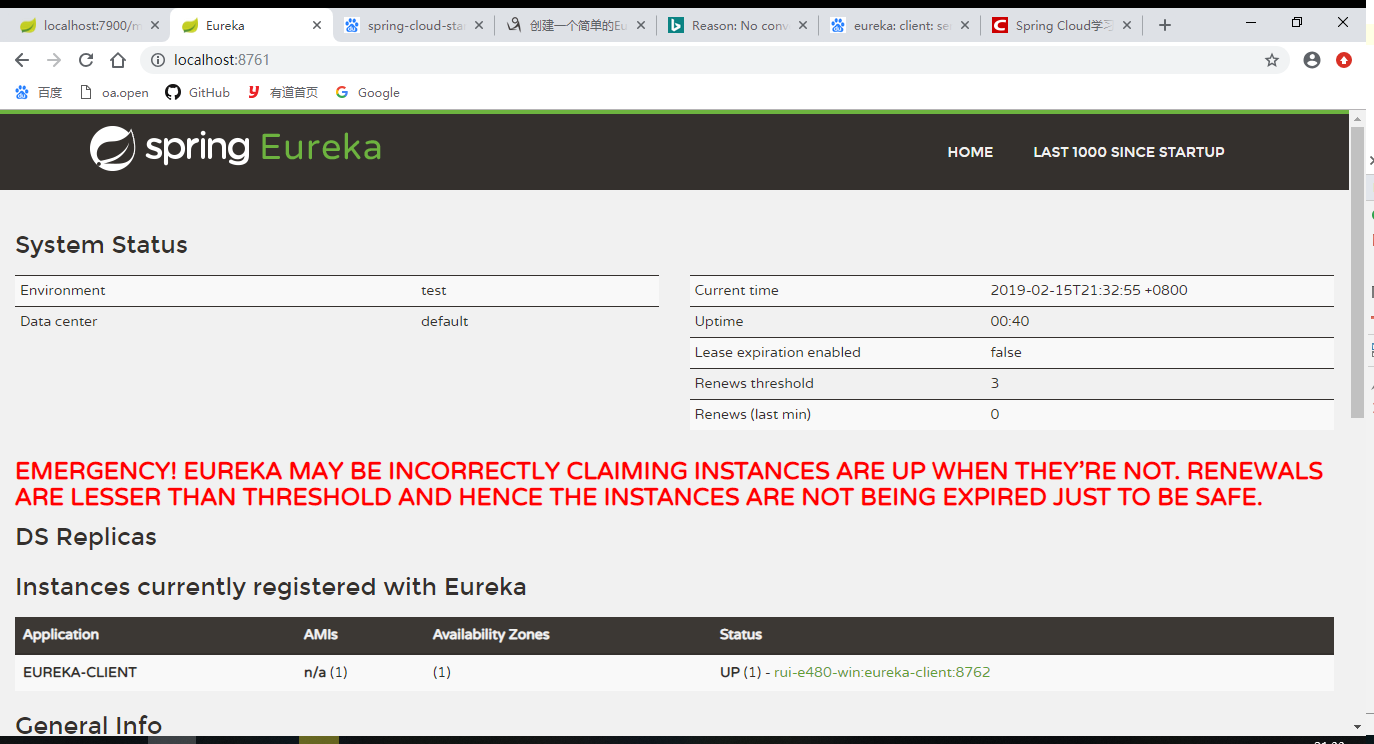 localhost:7900/m
Eureka
spring-cloud-sta
创建一个简单的Eu
Reason: No conv
eureka: client: se
Spring Cloud学习
localhost:8761
百度 oa.open GitHub 有道首页 Google
spring Eureka
HOME LAST 1000 SINCE STARTUP
System Status
Environment test
Data center default
Current time 2019-02-15T21:32:55 +0800
Uptime 00:40
Lease expiration enabled false
Renews threshold 3
Renews (last min) 0
EMERGENCY! EUREKA MAY BE INCORRECTLY CLAIMING INSTANCES ARE UP WHEN THEY'RE NOT. RENEWALS
ARE LESSER THAN THRESHOLD AND HENCE THE INSTANCES ARE NOT BEING EXPIRED JUST TO BE SAFE.
DS Replicas
Instances currently registered with Eureka
Application AMIs Availability Zones Status
EUREKA-CLIENT n/a (1) (1) UP (1) - rui-e480-win:eureka-client:8762
General Info